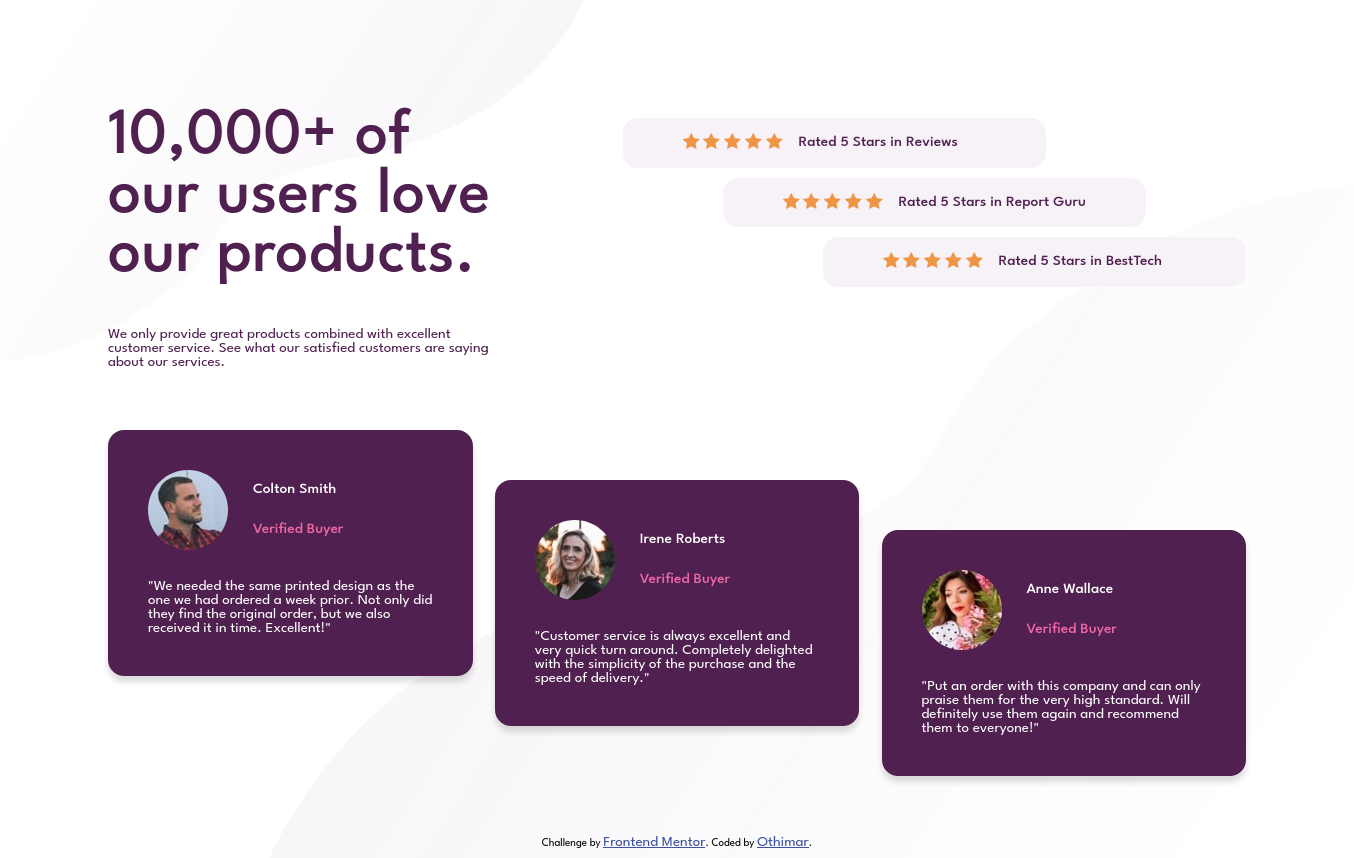 10,000+ of
our users love
our products.
We only provide great products combined with excellent
customer service. See what our satisfied customers are saying
about our services.
Rated 5 Stars in Reviews
Rated 5 Stars in Report Guru
Rated 5 Stars in BestTech
Colton Smith
Verified Buyer
"We needed the same printed design as the
one we had ordered a week prior. Not only did
they find the original order, but we also
received it in time. Excellent!"
Irene Roberts
Verified Buyer
"Customer service is always excellent and
very quick turn around. Completely delighted
with the simplicity of the purchase and the
speed of delivery."
Anne Wallace
Verified Buyer
"Put an order with this company and can only
praise them for the very high standard. Will
definitely use them again and recommend
them to everyone!"
Challenge by Frontend Mentor. Coded by Othimar.